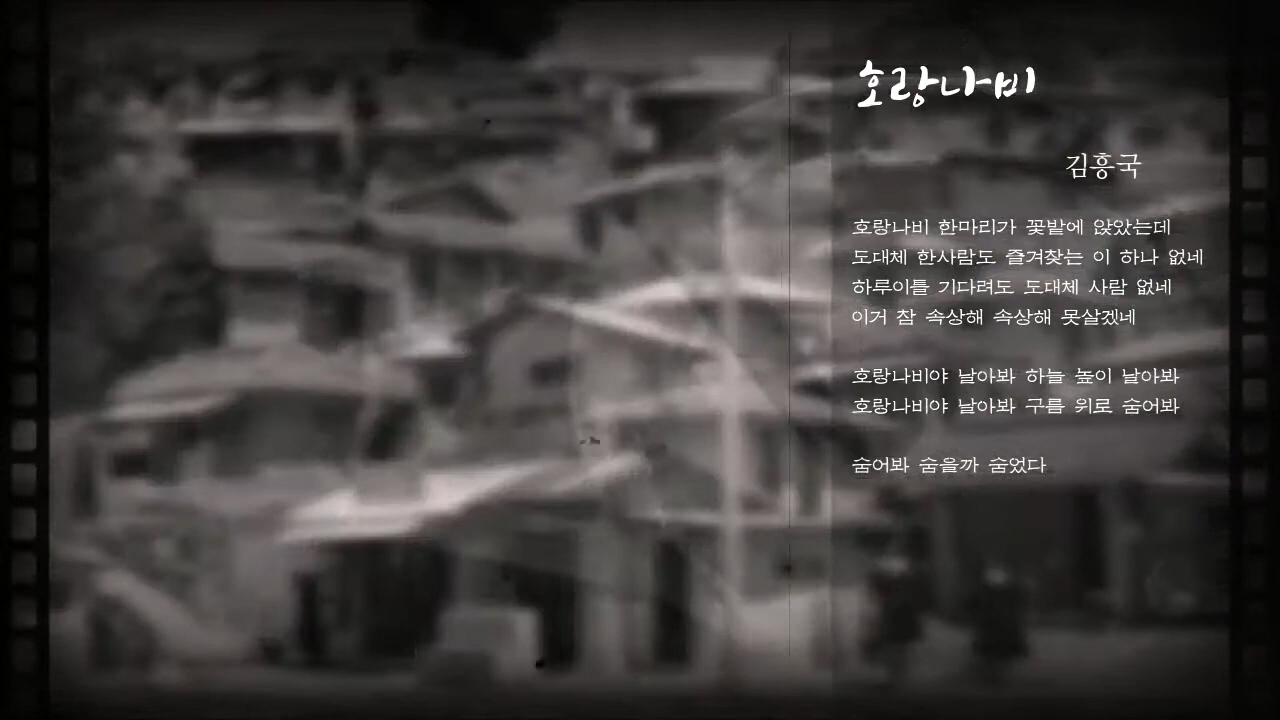 호랑나비
김흥국
호랑나비 한마리가 꽃밭에 앉았는데
도대체 한사람도 즐겨찾는 이 하나 없네
하루이틀 기다려도 도대체 사람 없네
이거 참 속상해 속상해 못살겠네
호랑나비야 날아봐 하늘 높이 날아봐
호랑나비야 날아봐 구름 위로 숨어봐
숨어봐 숨을까 숨었다